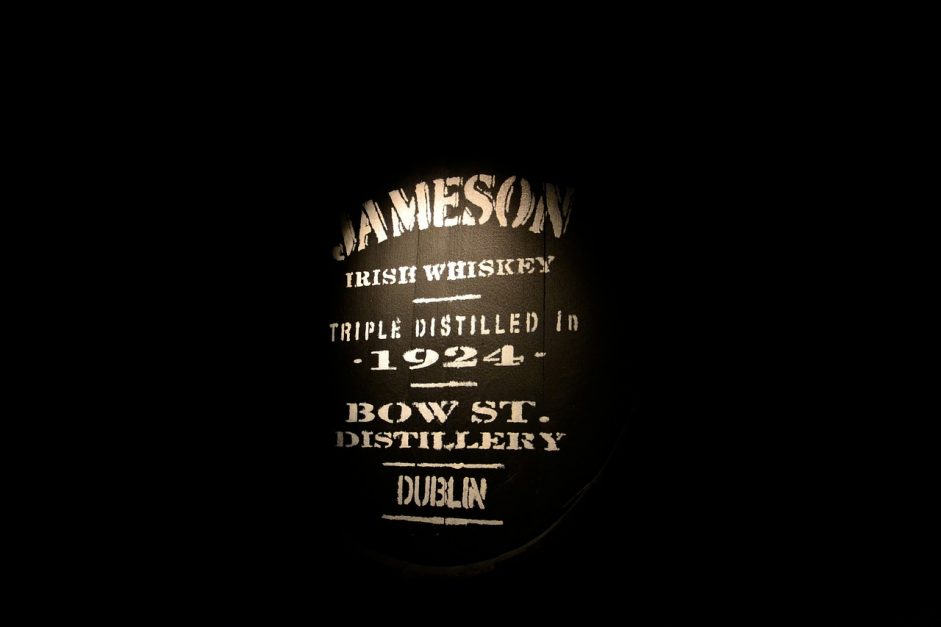 JAMESON
IRISH WHISKEY
TRIPLE DISTILLED in
·1924·
BOW ST.
DISTILLERY
DUBLIN